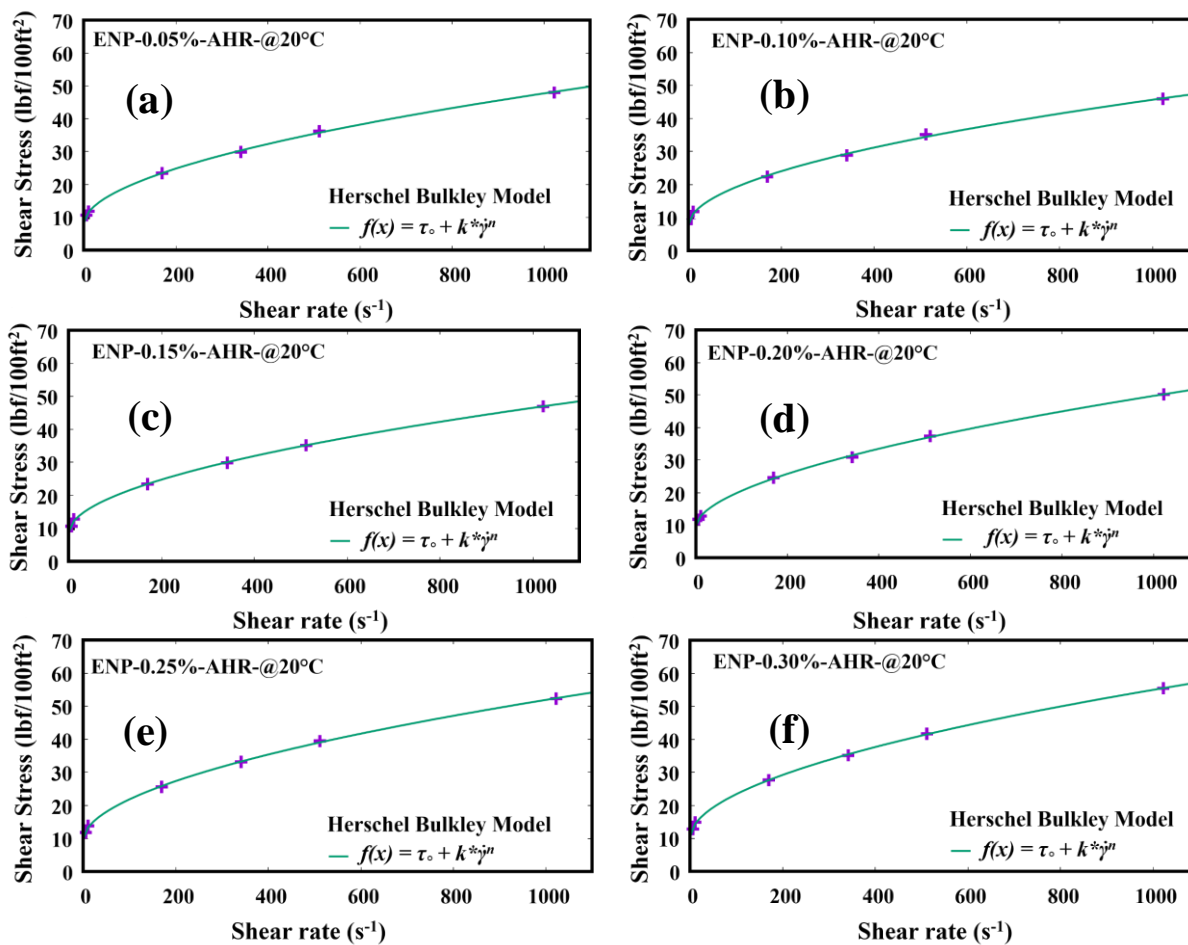 70
60
50
40
30
20
10
0
Shear Stress (lbf/100ft²)
ENP-0.05%-AHR-@20°C
(a)
Herschel Bulkley Model
f(x) = τ₀ + k*γ̇ⁿ
0 200 400 600 800 1000
Shear rate (s⁻¹)
70
60
50
40
30
20
10
0
Shear Stress (lbf/100ft²)
ENP-0.10%-AHR-@20°C
(b)
Herschel Bulkley Model
f(x) = τ₀ + k*γ̇ⁿ
0 200 400 600 800 1000
Shear rate (s⁻¹)
70
60
50
40
30
20
10
0
Shear Stress (lbf/100ft²)
ENP-0.15%-AHR-@20°C
(c)
Herschel Bulkley Model
f(x) = τ₀ + k*γ̇ⁿ
0 200 400 600 800 1000
Shear rate (s⁻¹)
70
60
50
40
30
20
10
0
Shear Stress (lbf/100ft²)
ENP-0.20%-AHR-@20°C
(d)
Herschel Bulkley Model
f(x) = τ₀ + k*γ̇ⁿ
0 200 400 600 800 1000
Shear rate (s⁻¹)
70
60
50
40
30
20
10
0
Shear Stress (lbf/100ft²)
ENP-0.25%-AHR-@20°C
(e)
Herschel Bulkley Model
f(x) = τ₀ + k*γ̇ⁿ
0 200 400 600 800 1000
Shear rate (s⁻¹)
70
60
50
40
30
20
10
0
Shear Stress (lbf/100ft²)
ENP-0.30%-AHR-@20°C
(f)
Herschel Bulkley Model
f(x) = τ₀ + k*γ̇ⁿ
0 200 400 600 800 1000
Shear rate (s⁻¹)